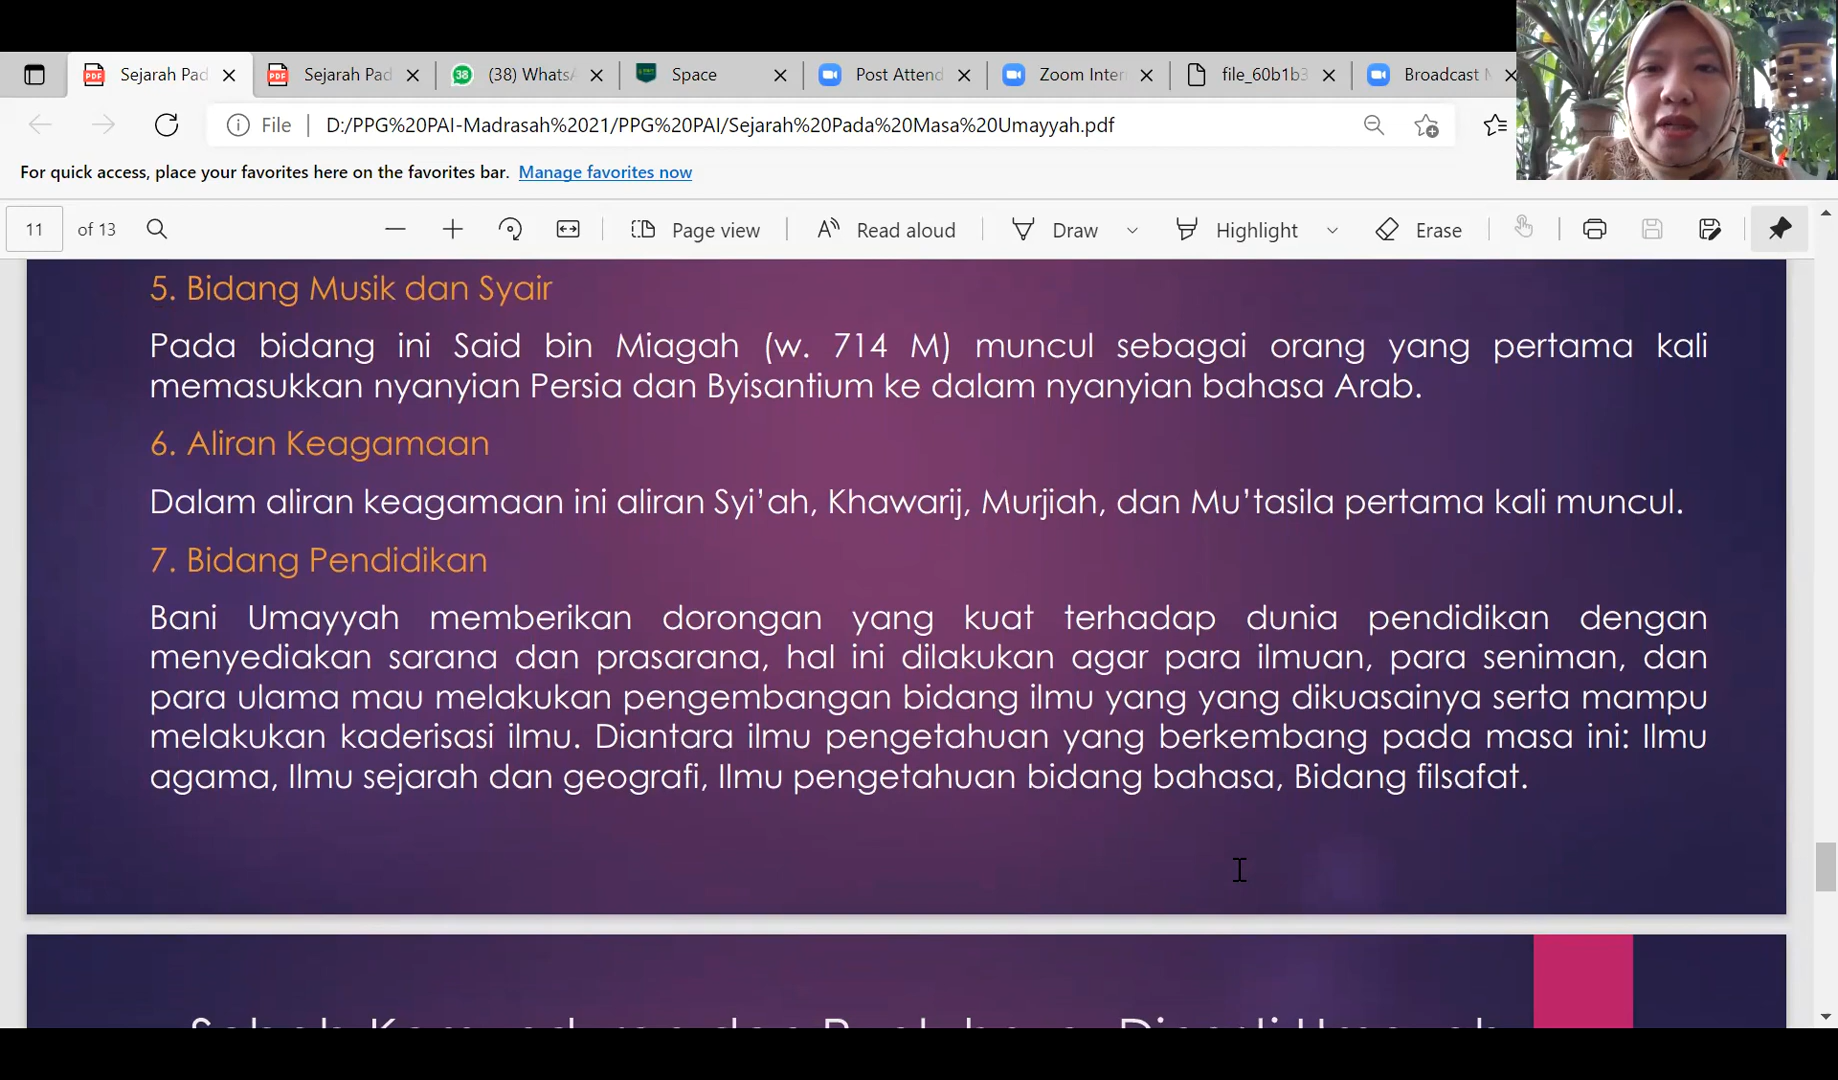 Sejarah Pad
Sejarah Pad
38
(38) WhatsA
Space
Post Attend
Zoom Inter
file_60b1b3
Broadcast M
File
D:/PPG%20PAI-Madrasah%2021/PPG%20PAI/Sejarah%20Pada%20Masa%20Umayyah.pdf
For quick access, place your favorites here on the favorites bar. Manage favorites now
11 of 13
Page view
Read aloud
Draw
Highlight
Erase
5. Bidang Musik dan Syair
Pada bidang ini Said bin Miagah (w. 714 M) muncul sebagai orang yang pertama kali
memasukkan nyanyian Persia dan Byisantium ke dalam nyanyian bahasa Arab.
6. Aliran Keagamaan
Dalam aliran keagamaan ini aliran Syi'ah, Khawarij, Murjiah, dan Mu'tasila pertama kali muncul.
7. Bidang Pendidikan
Bani Umayyah memberikan dorongan yang kuat terhadap dunia pendidikan dengan
menyediakan sarana dan prasarana, hal ini dilakukan agar para ilmuan, para seniman, dan
para ulama mau melakukan pengembangan bidang ilmu yang yang dikuasainya serta mampu
melakukan kaderisasi ilmu. Diantara ilmu pengetahuan yang berkembang pada masa ini: Ilmu
agama, Ilmu sejarah dan geografi, Ilmu pengetahuan bidang bahasa, Bidang filsafat.